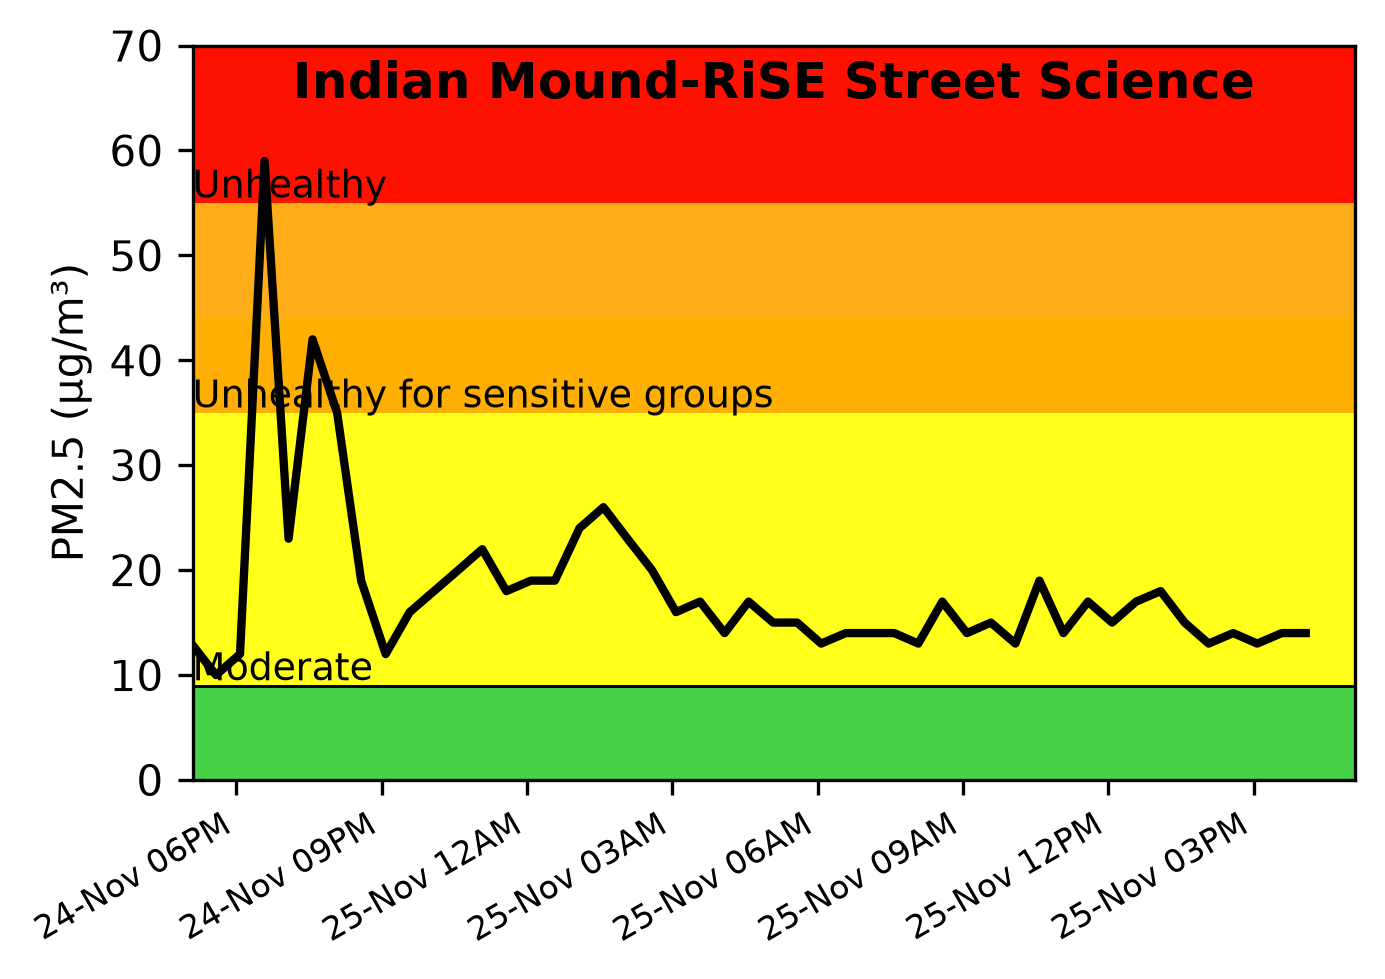 Indian Mound-RiSE Street Science
70
60
50
40
30
20
10
0
PM2.5 (µg/m³)
Unhealthy
Unhealthy for sensitive groups
Moderate
24-Nov 06PM
24-Nov 09PM
25-Nov 12AM
25-Nov 03AM
25-Nov 06AM
25-Nov 09AM
25-Nov 12PM
25-Nov 03PM